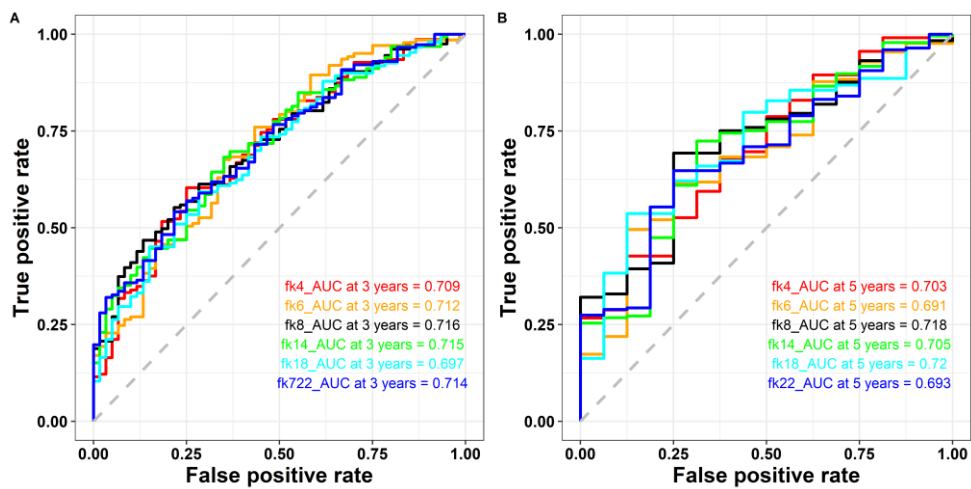 A
B
1.00
0.75
0.50
0.25
0.00
True positive rate
fk4_AUC at 3 years = 0.709
fk6_AUC at 3 years = 0.712
fk8_AUC at 3 years = 0.716
fk14_AUC at 3 years = 0.715
fk18_AUC at 3 years = 0.697
fk722_AUC at 3 years = 0.714
0.00 0.25 0.50 0.75 1.00
False positive rate
1.00
0.75
0.50
0.25
0.00
True positive rate
fk4_AUC at 5 years = 0.703
fk6_AUC at 5 years = 0.691
fk8_AUC at 5 years = 0.718
fk14_AUC at 5 years = 0.705
fk18_AUC at 5 years = 0.72
fk22_AUC at 5 years = 0.693
0.00 0.25 0.50 0.75 1.00
False positive rate